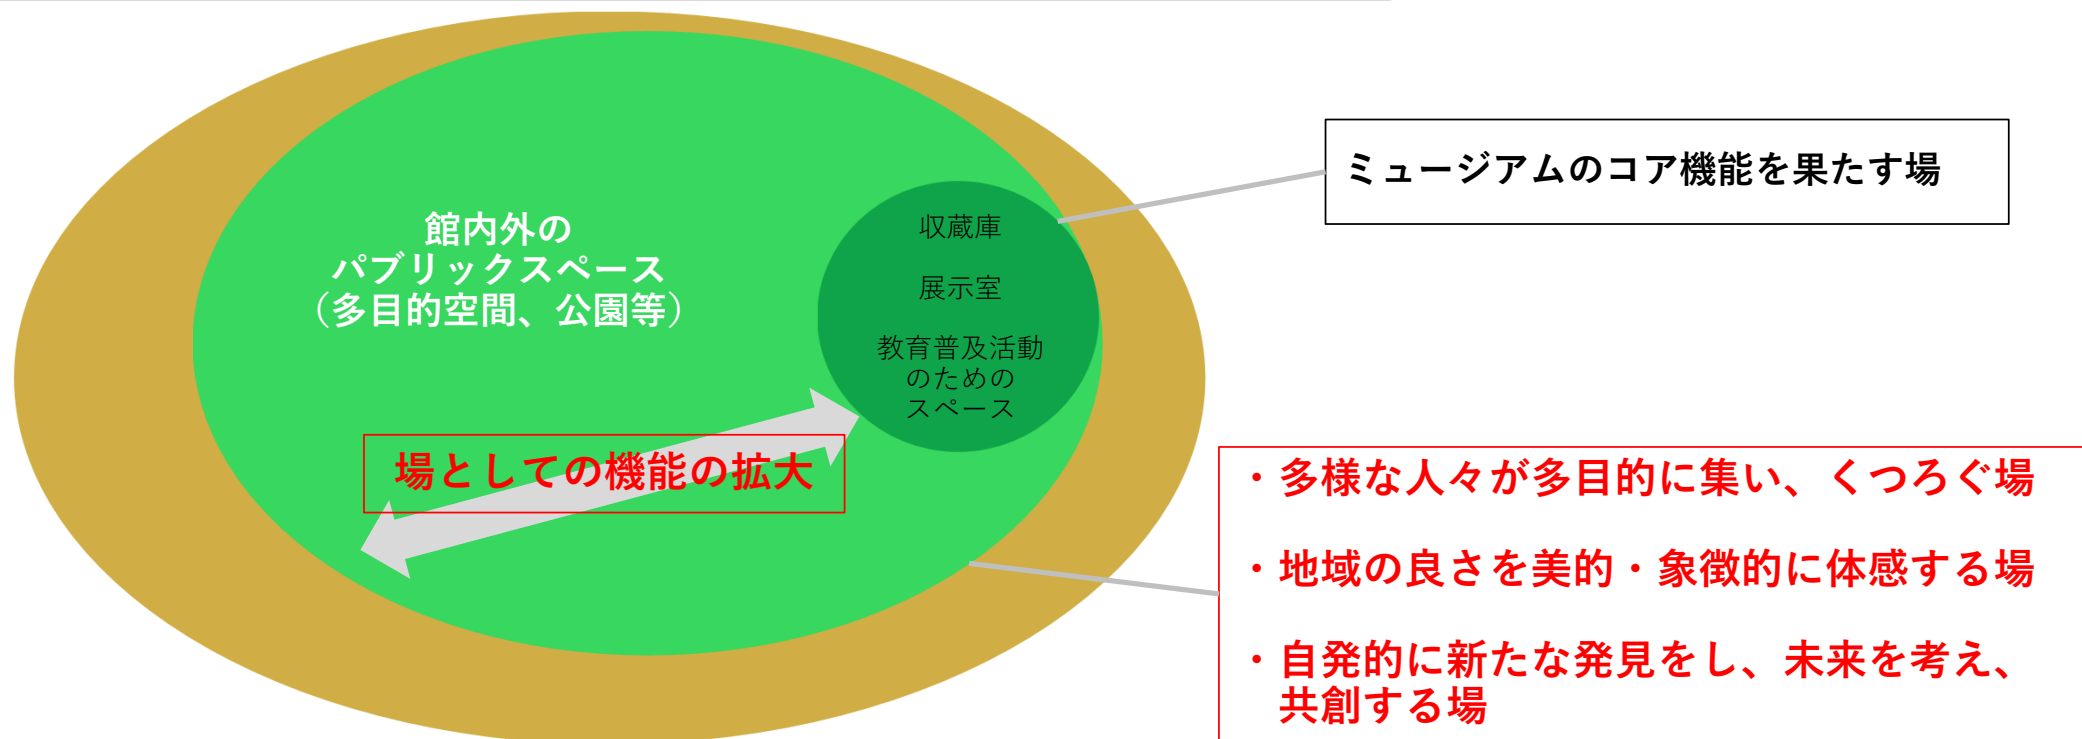 館内外の
パブリックスペース
（多目的空間、公園等）
収蔵庫
展示室
教育普及活動
のための
スペース
ミュージアムのコア機能を果たす場
場としての機能の拡大
・多様な人々が多目的に集い、くつろぐ場
・地域の良さを美的・象徴的に体感する場
・自発的に新たな発見をし、未来を考え、
共創する場